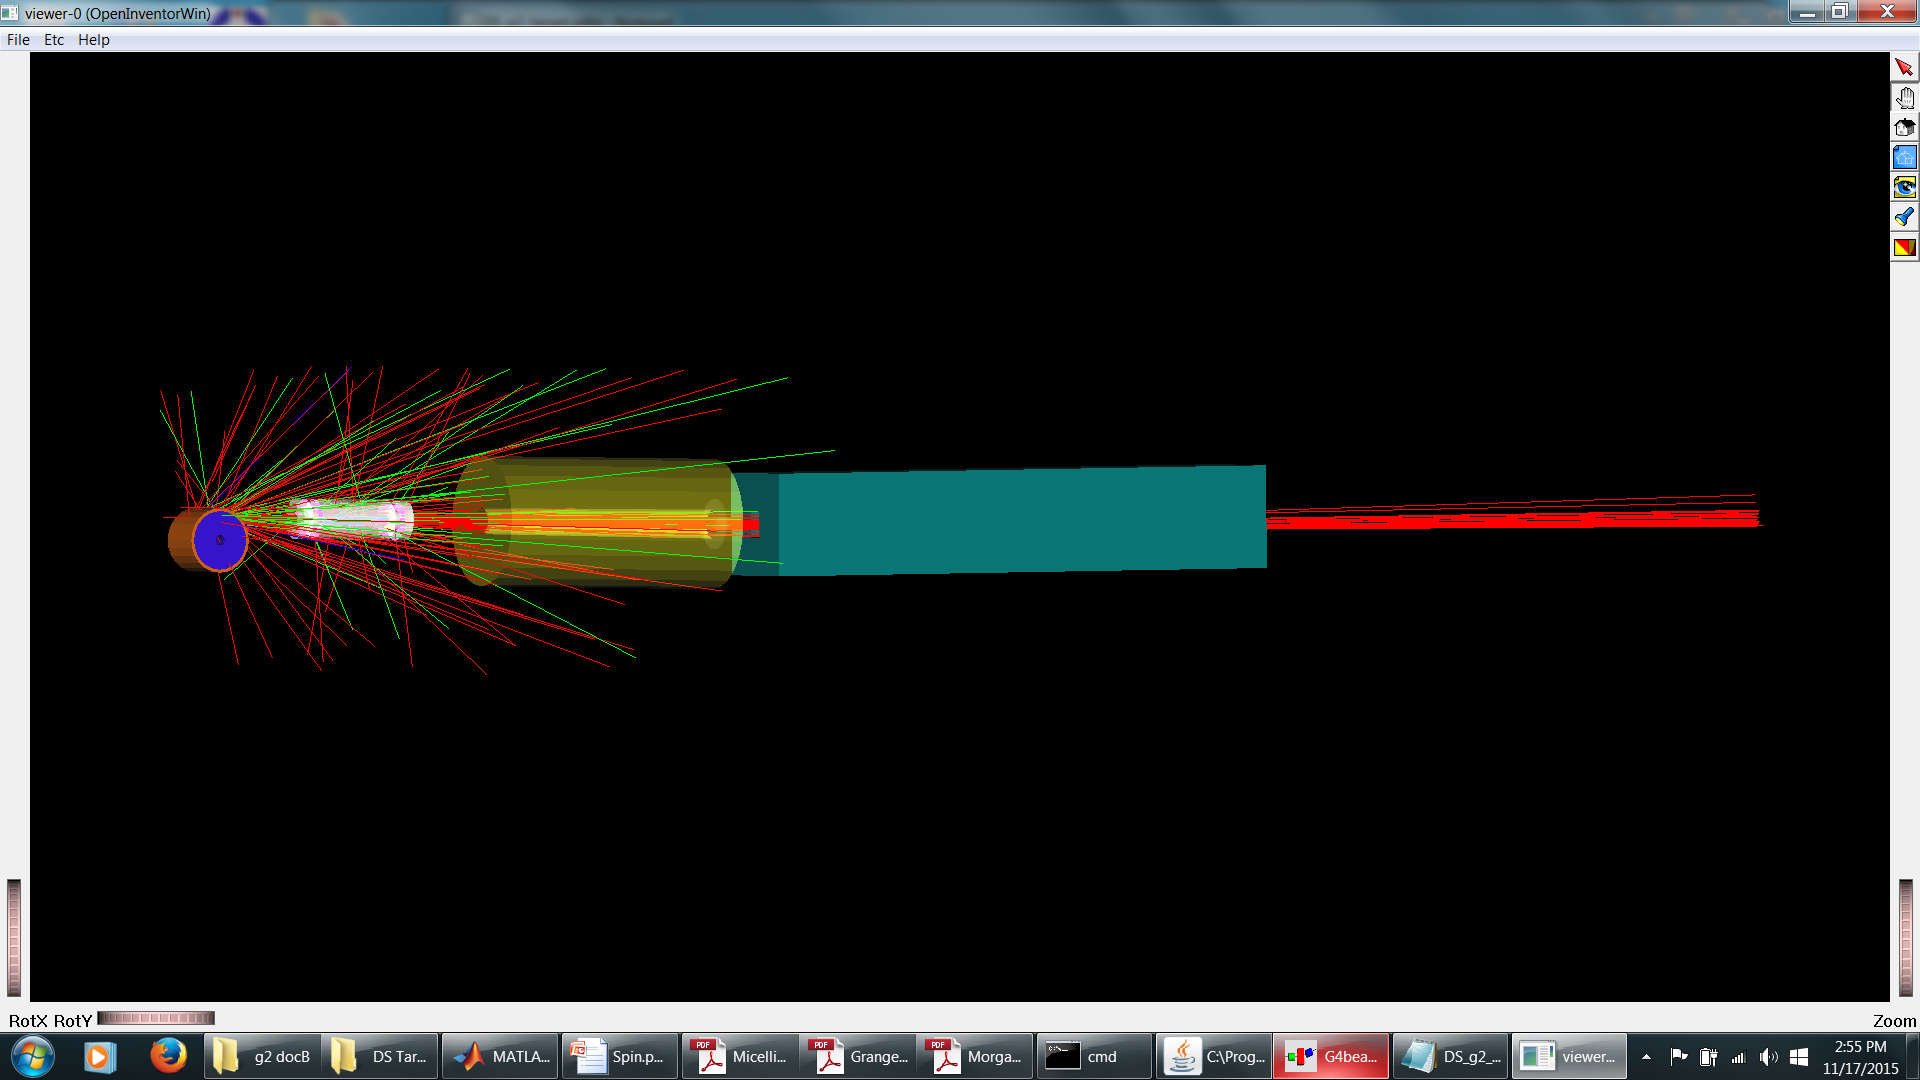 viewer-0 (OpenInventorWin)
File Etc Help
RotX RotY
Zoom
g2 docB
DS Tar...
MATLA...
Spin.p...
PDF
Micelli...
PDF
Grange...
PDF
Morga...
cmd
C:\Prog...
G4bea...
DS_g2_...
viewer...
2:55 PM
11/17/2015